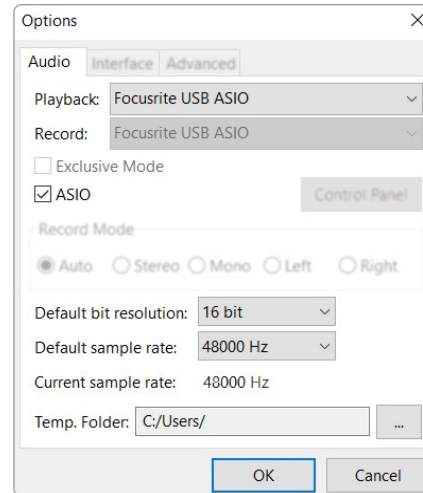 Options
Audio Interface Advanced
Playback: Focusrite USB ASIO
Record: Focusrite USB ASIO
Exclusive Mode
ASIO Control Panel
Record Mode
Auto Stereo Mono Left Right
Default bit resolution: 16 bit
Default sample rate: 48000 Hz
Current sample rate: 48000 Hz
Temp. Folder: C:/Users/ ...
OK Cancel